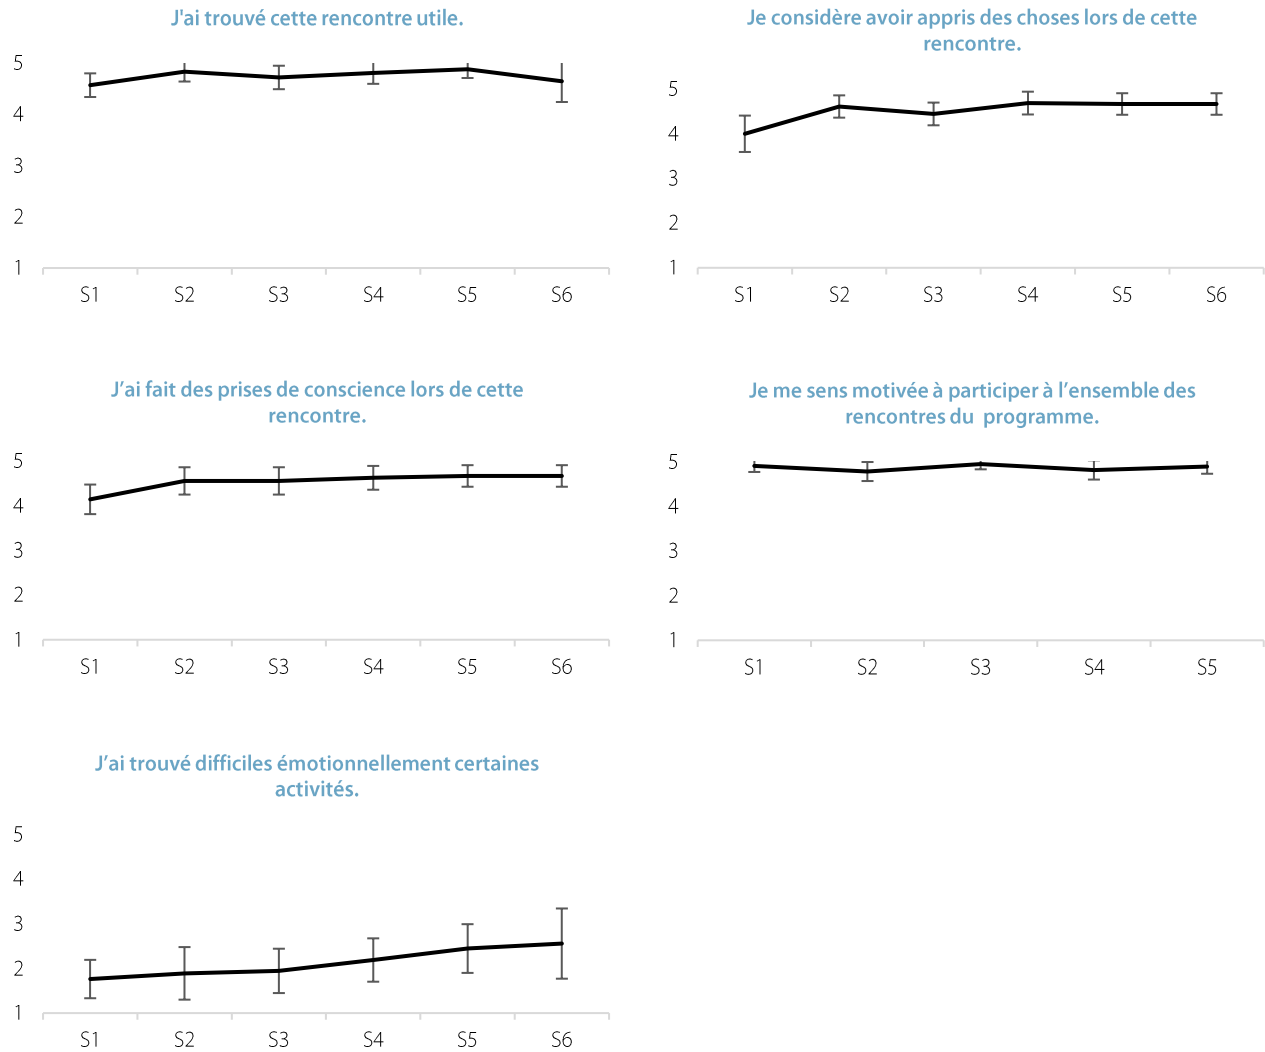 J'ai trouvé cette rencontre utile.
5
4
3
2
1
S1 S2 S3 S4 S5 S6
Je considère avoir appris des choses lors de cette
rencontre.
5
4
3
2
1
S1 S2 S3 S4 S5 S6
J’ai fait des prises de conscience lors de cette
rencontre.
5
4
3
2
1
S1 S2 S3 S4 S5 S6
Je me sens motivée à participer à l’ensemble des
rencontres du programme.
5
4
3
2
1
S1 S2 S3 S4 S5
J’ai trouvé difficiles émotionnellement certaines
activités.
5
4
3
2
1
S1 S2 S3 S4 S5 S6